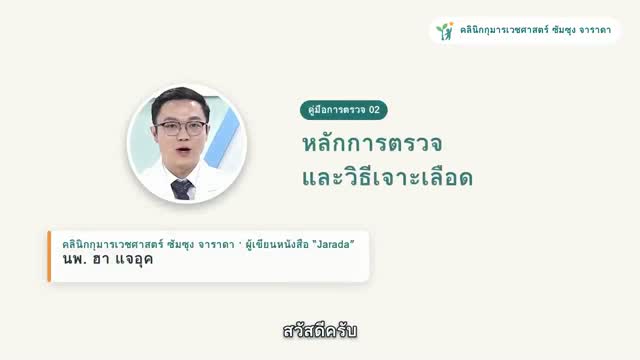 คลินิกกุมารเวชศาสตร์ ซัมซุง จาราดา
คู่มือการตรวจ 02
หลักการตรวจ
และวิธีเจาะเลือด
คลินิกกุมารเวชศาสตร์ ซัมซุง จาราดา · ผู้เขียนหนังสือ "Jarada"
นพ. ฮา แจอุค
สวัสดีครับ